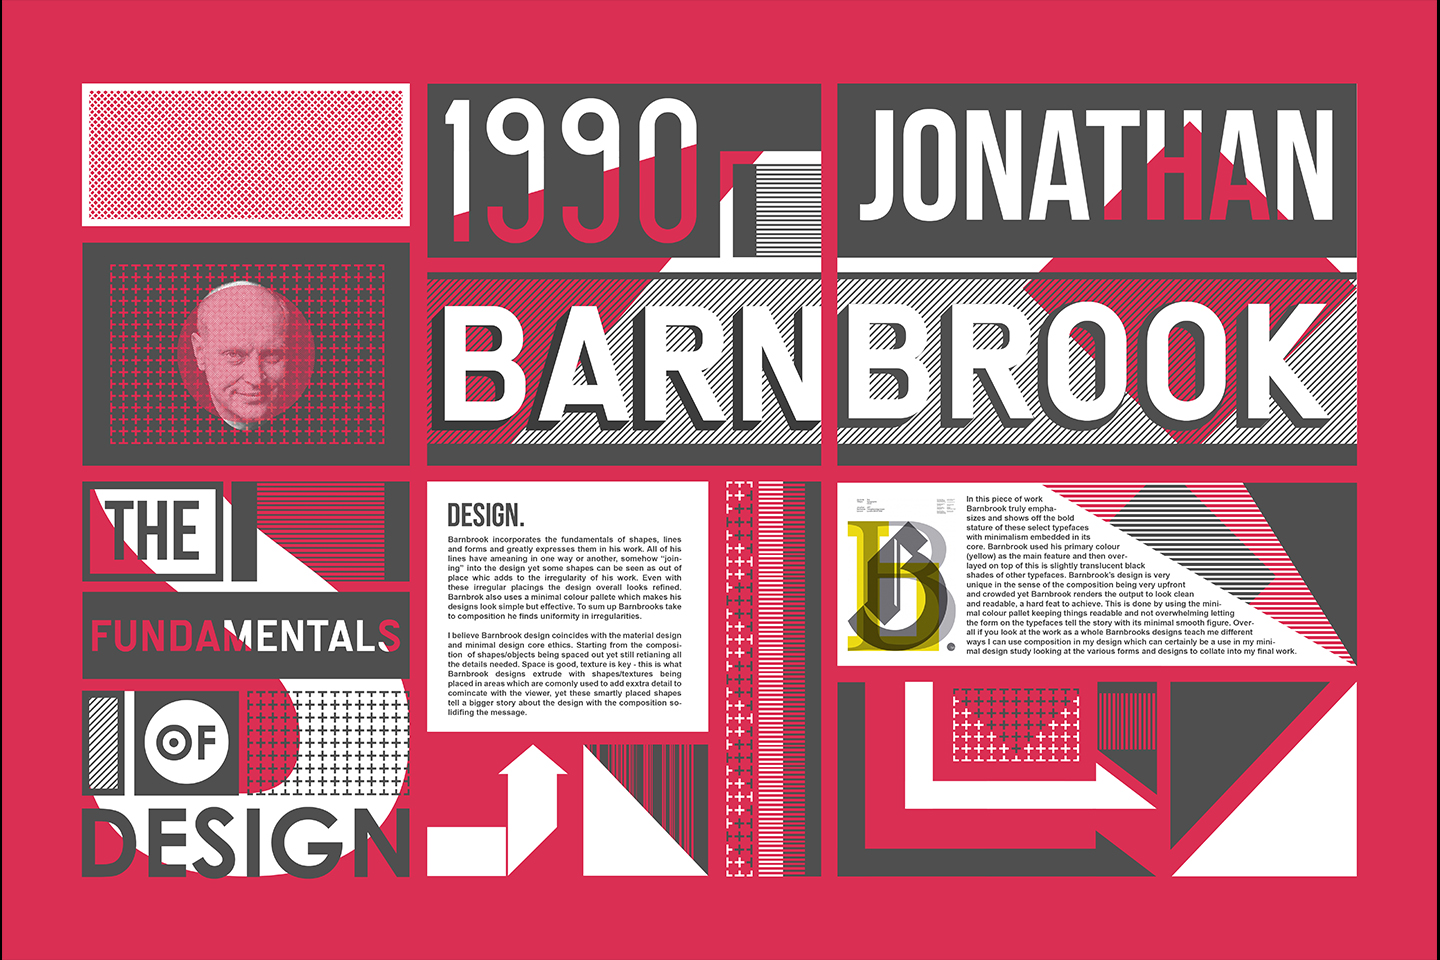 1990
JONATHAN
BARNBROOK
THE
FUNDAMENTALS
OF
DESIGN
DESIGN.
Barnbrook incorporates the fundamentals of shapes, lines
and forms and greatly expresses them in his work. All of his
lines have ameaning in one way or another, somehow “join-
ing” into the design yet some shapes can be seen as out of
place whic adds to the irregularity of his work. Even with
these irregular placings the design overall looks refined.
Barnbrok also uses a minimal colour pallete which makes his
designs look simple but effective. To sum up Barnbrooks take
to composition he finds uniformity in irregularities.
I believe Barnbrook design coincides with the material design
and minimal design core ethics. Starting from the composi-
tion of shapes/objects being spaced out yet still retianing all
the details needed. Space is good, texture is key - this is what
Barnbrook designs extrude with shapes/textures being
placed in areas which are comonly used to add exxtra detail to
comincate with the viewer, yet these smartly placed shapes
tell a bigger story about the design with the composition so-
lidifing the message.
In this piece of work
Barnbrook truly empha-
sizes and shows off the bold
stature of these select typefaces
with minimalism embedded in its
core. Barnbrook used his primary colour
(yellow) as the main feature and then over-
layed on top of this is slightly translucent black
shades of other typefaces. Barnbrook's design is very
unique in the sense of the composition being very upfront
and crowded yet Barnbrook renders the output to look clean
and readable, a hard feat to achieve. This is done by using the mini-
mal colour pallet keeping things readable and not overwhelming letting
the form on the typefaces tell the story with its minimal smooth figure. Over-
all if you look at the work as a whole Barnbrooks designs teach me different
ways I can use composition in my design which can certainly be a use in my mini-
mal design study looking at the various forms and designs to collate into my final work.